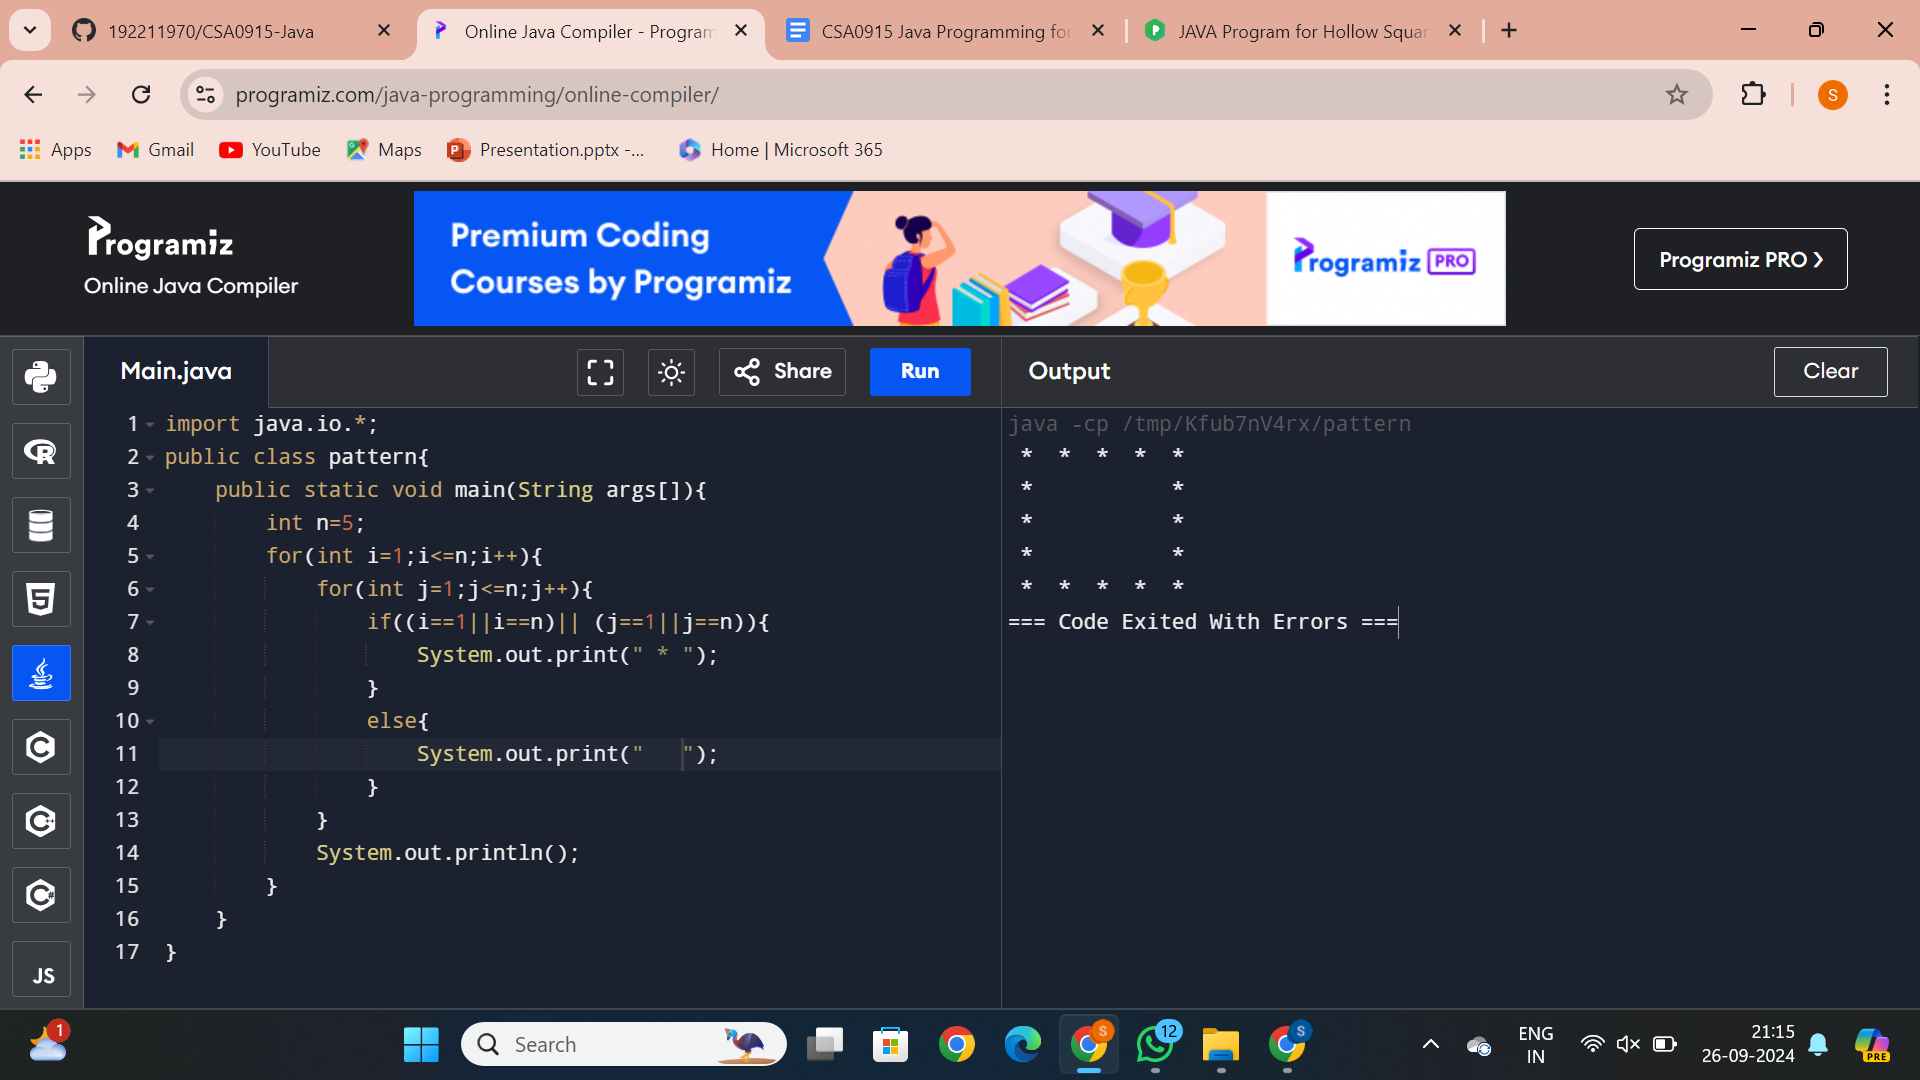 192211970/CSA0915-Java
Online Java Compiler - Program
CSA0915 Java Programming for
JAVA Program for Hollow Squar
programiz.com/java-programming/online-compiler/
S
Apps
Gmail
YouTube
Maps
Presentation.pptx -...
Home | Microsoft 365
Programiz
Online Java Compiler
Premium Coding
Courses by Programiz
Programiz PRO
Programiz PRO ❯
Main.java
Share
Run
Output
Clear
1 import java.io.*;
2 public class pattern{
3     public static void main(String args[]){
4         int n=5;
5         for(int i=1;i<=n;i++){
6             for(int j=1;j<=n;j++){
7                 if((i==1||i==n)|| (j==1||j==n)){
8                     System.out.print(" * ");
9                 }
10                 else{
11                     System.out.print("   ");
12                 }
13             }
14             System.out.println();
15         }
16     }
17 }
java -cp /tmp/Kfub7nV4rx/pattern
 *  *  *  *  *
 *           *
 *           *
 *           *
 *  *  *  *  *
=== Code Exited With Errors ===
JS
1
Search
S
12
S
ENG
IN
21:15
26-09-2024
PRE